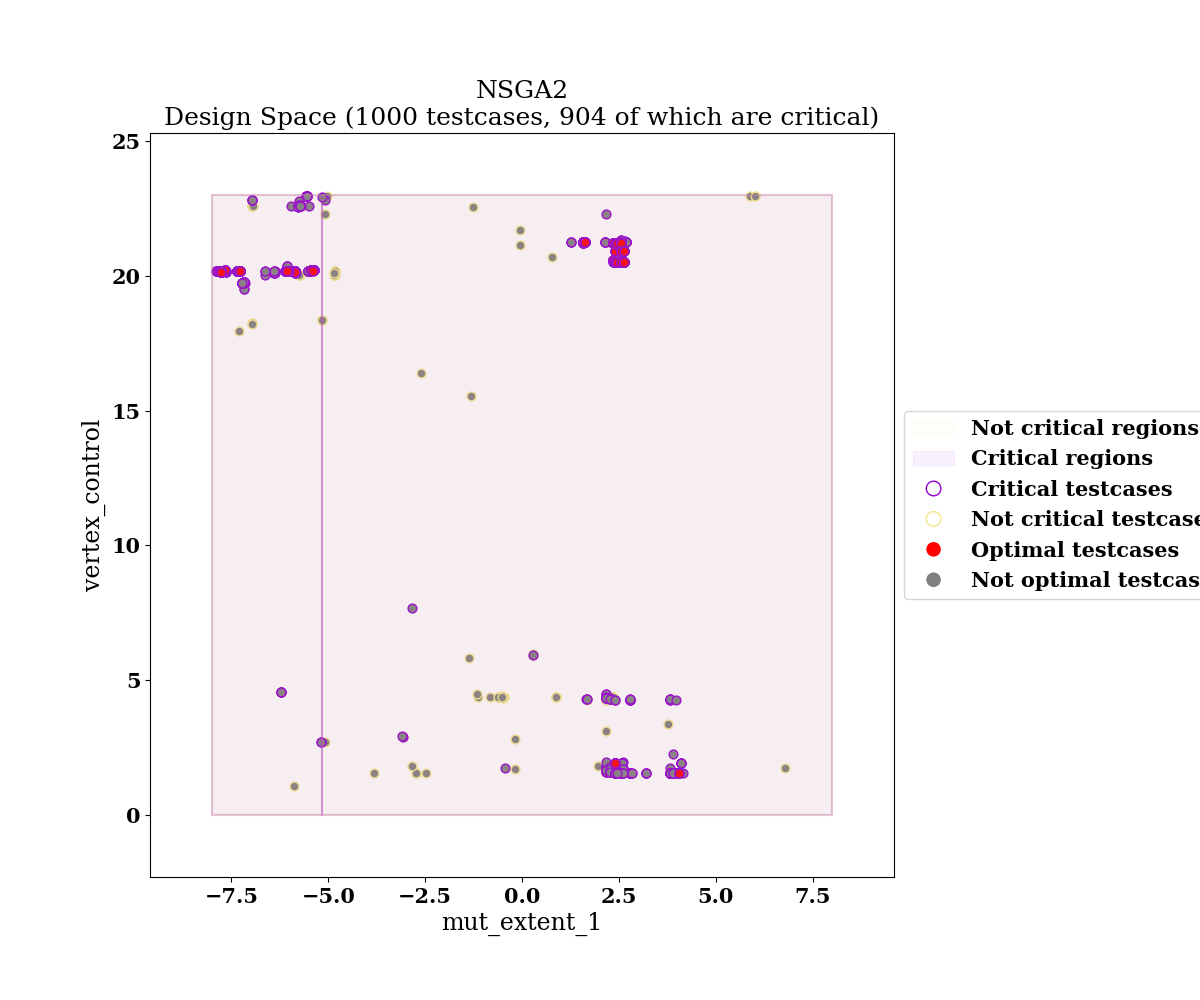 NSGA2
Design Space (1000 testcases, 904 of which are critical)
25
20
15
10
5
0
vertex_control
−7.5
−5.0
−2.5
0.0
2.5
5.0
7.5
mut_extent_1
Not critical regions
Critical regions
Critical testcases
Not critical testcase
Optimal testcases
Not optimal testcas